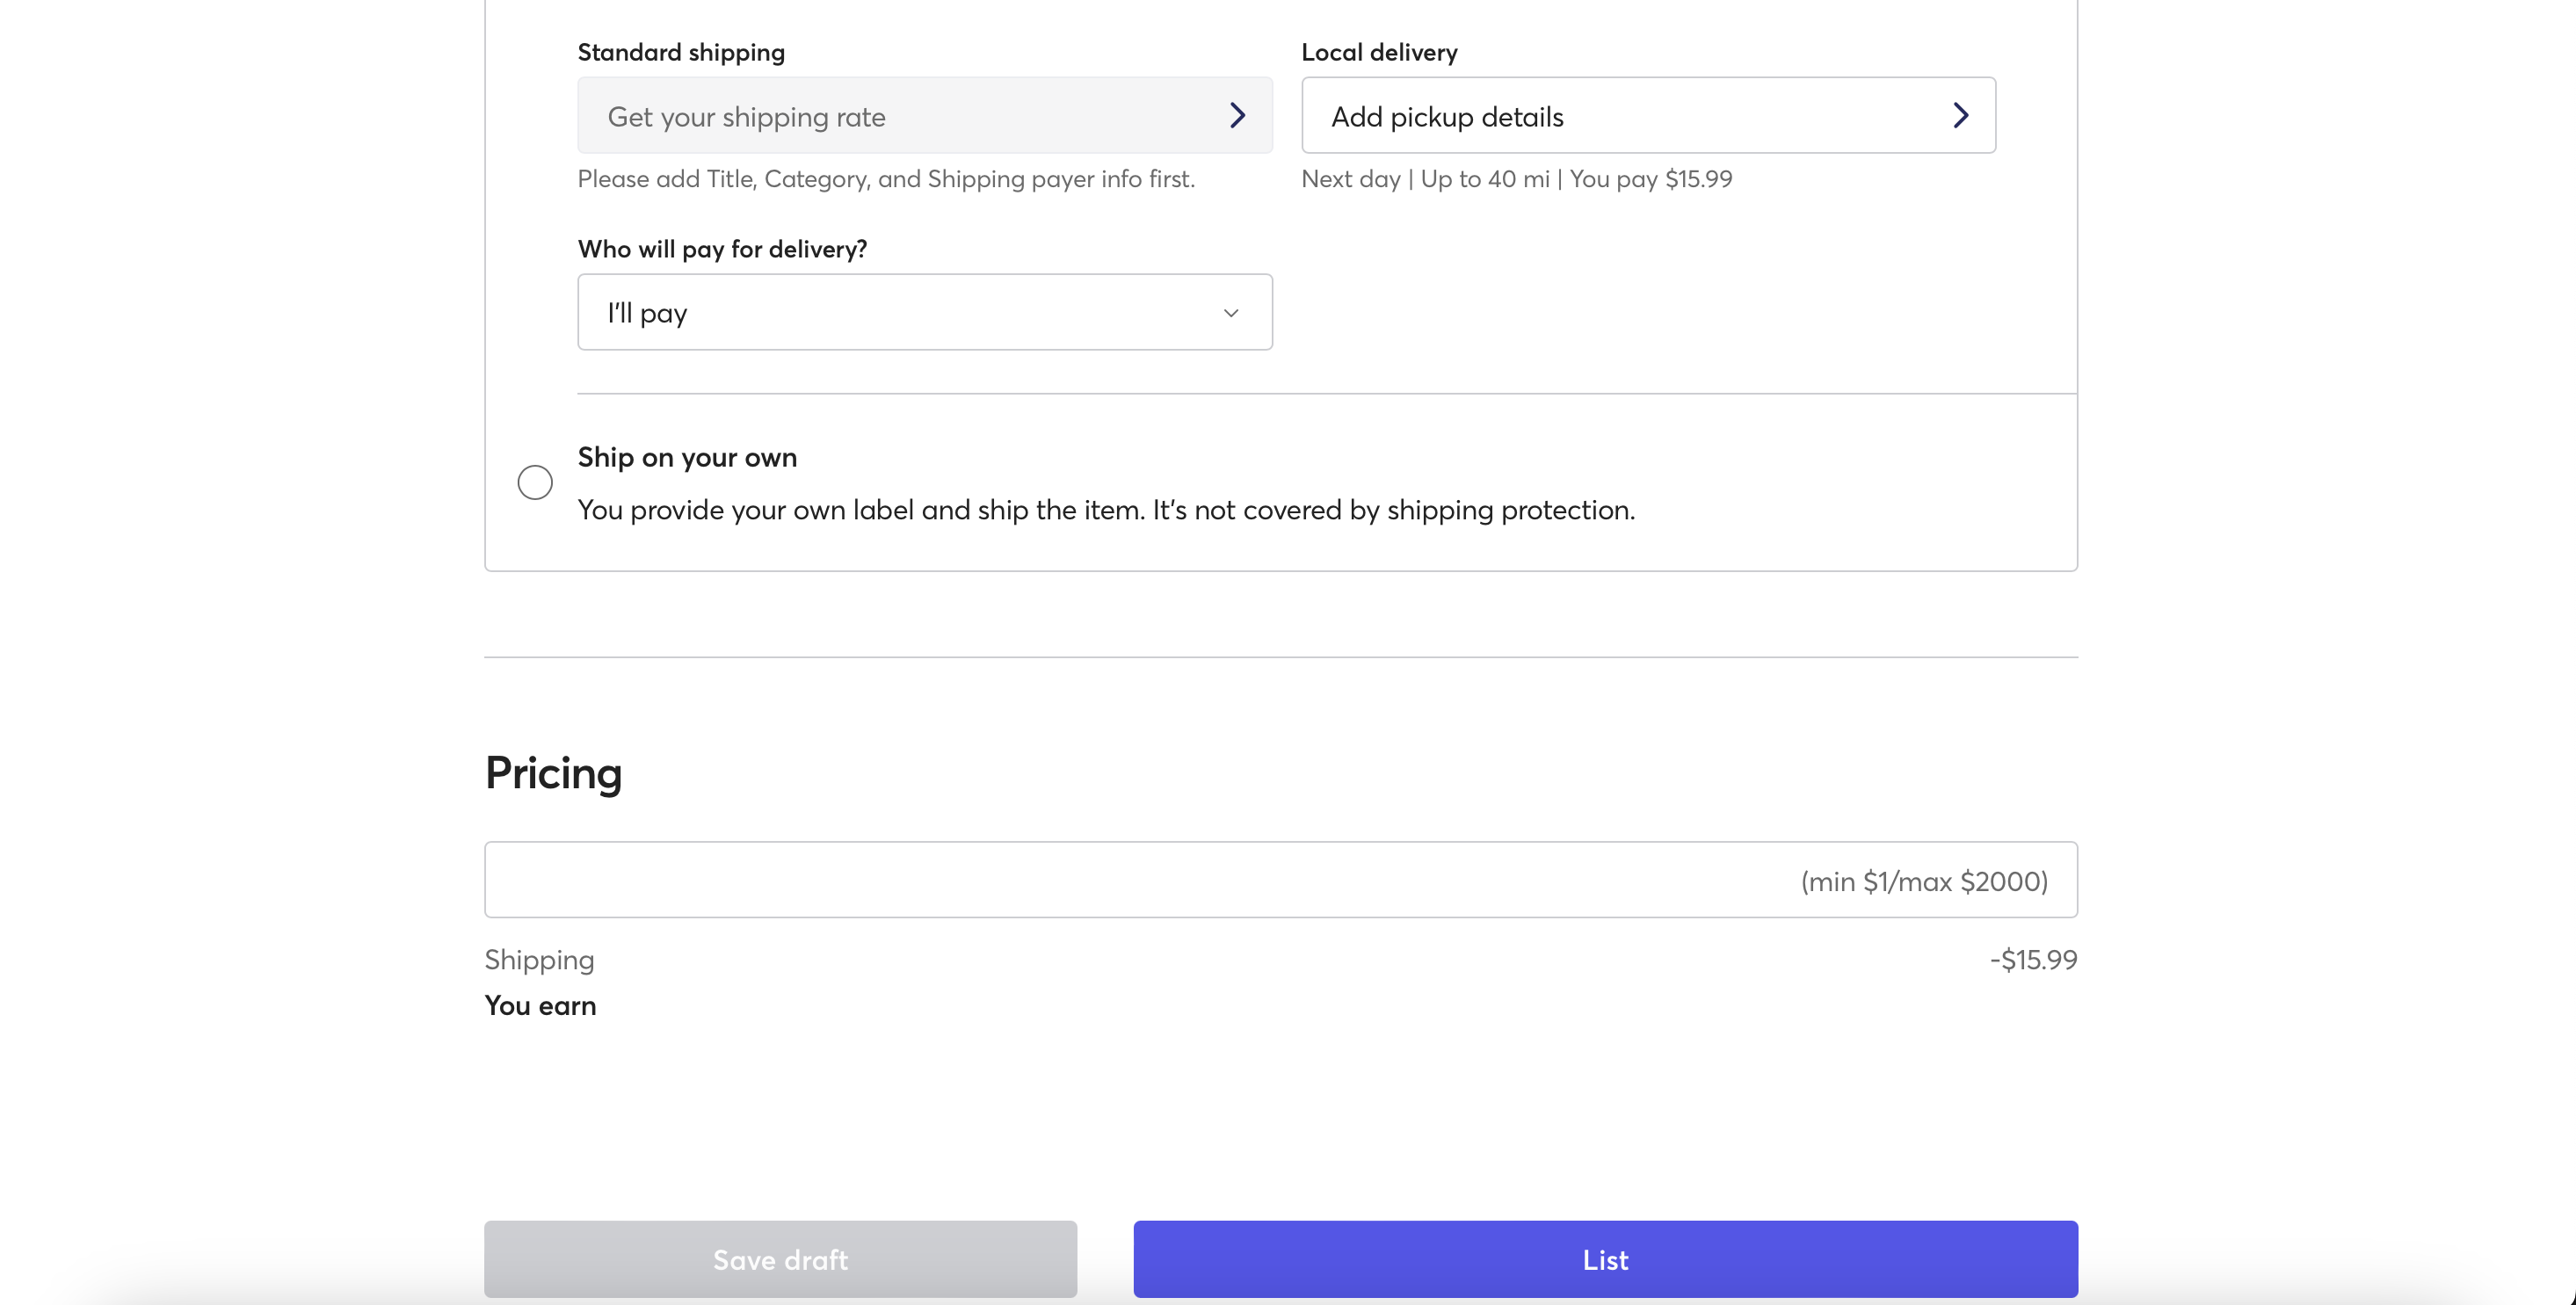 Standard shipping
Local delivery
Get your shipping rate
Add pickup details
Please add Title, Category, and Shipping payer info first.
Next day | Up to 40 mi | You pay $15.99
Who will pay for delivery?
I'll pay
Ship on your own
You provide your own label and ship the item. It's not covered by shipping protection.
Pricing
(min $1/max $2000)
Shipping
-$15.99
You earn
Save draft
List